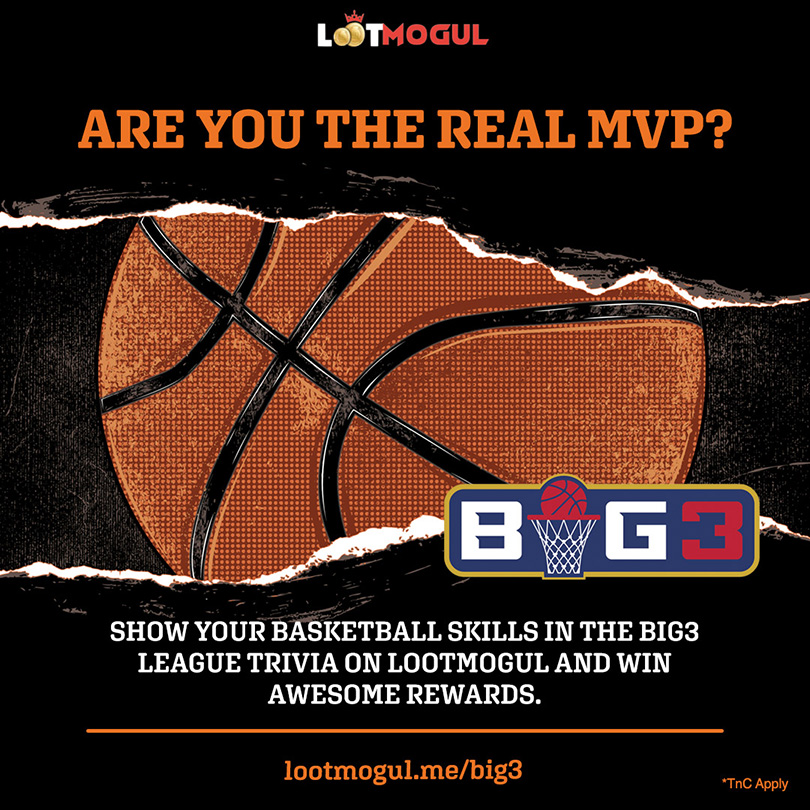 LOOTMOGUL
ARE YOU THE REAL MVP?
BIG3
SHOW YOUR BASKETBALL SKILLS IN THE BIG3
LEAGUE TRIVIA ON LOOTMOGUL AND WIN
AWESOME REWARDS.
lootmogul.me/big3
*TnC Apply